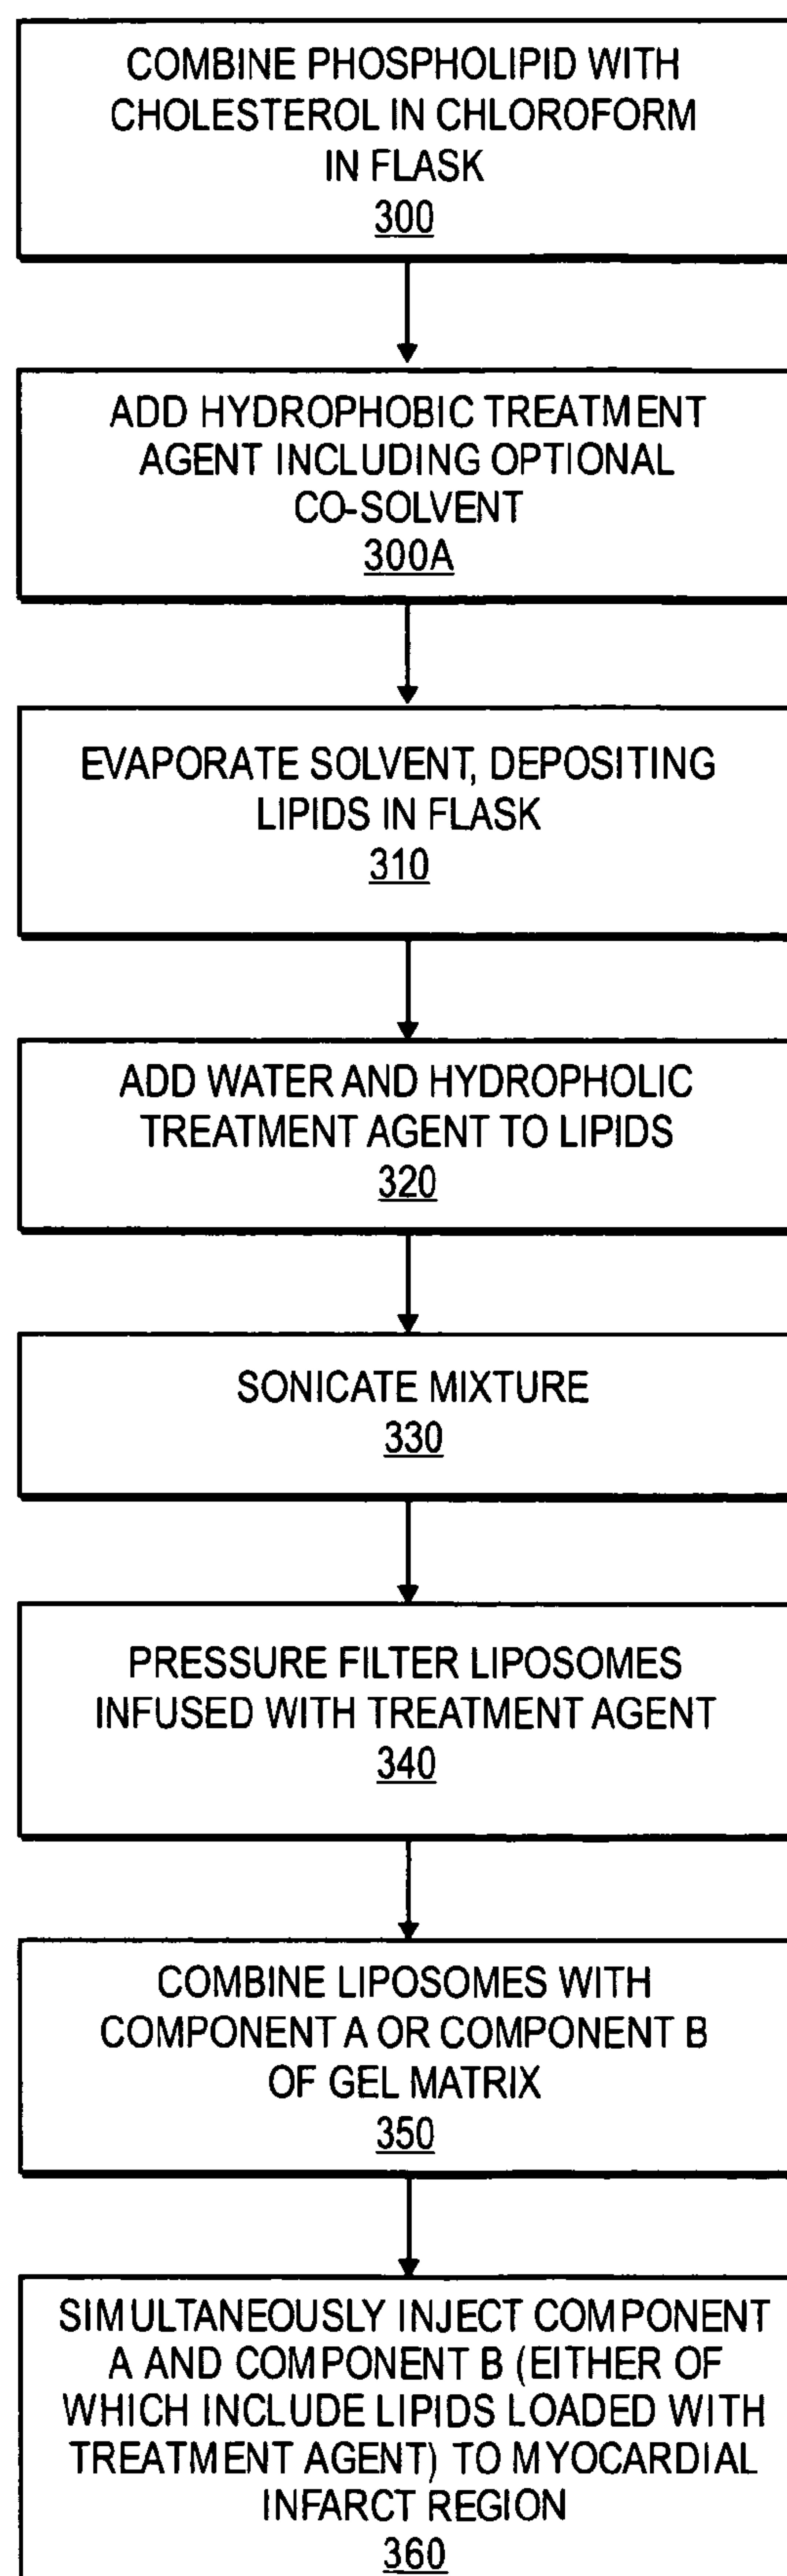 COMBINE PHOSPHOLIPID WITH
CHOLESTEROL IN CHLOROFORM
IN FLASK
300
ADD HYDROPHOBIC TREATMENT
AGENT INCLUDING OPTIONAL
CO-SOLVENT
300A
EVAPORATE SOLVENT, DEPOSITING
LIPIDS IN FLASK
310
ADD WATER AND HYDROPHOLIC
TREATMENT AGENT TO LIPIDS
320
SONICATE MIXTURE
330
PRESSURE FILTER LIPOSOMES
INFUSED WITH TREATMENT AGENT
340
COMBINE LIPOSOMES WITH
COMPONENT A OR COMPONENT B
OF GEL MATRIX
350
SIMULTANEOUSLY INJECT COMPONENT
A AND COMPONENT B (EITHER OF
WHICH INCLUDE LIPIDS LOADED WITH
TREATMENT AGENT) TO MYOCARDIAL
INFARCT REGION
360